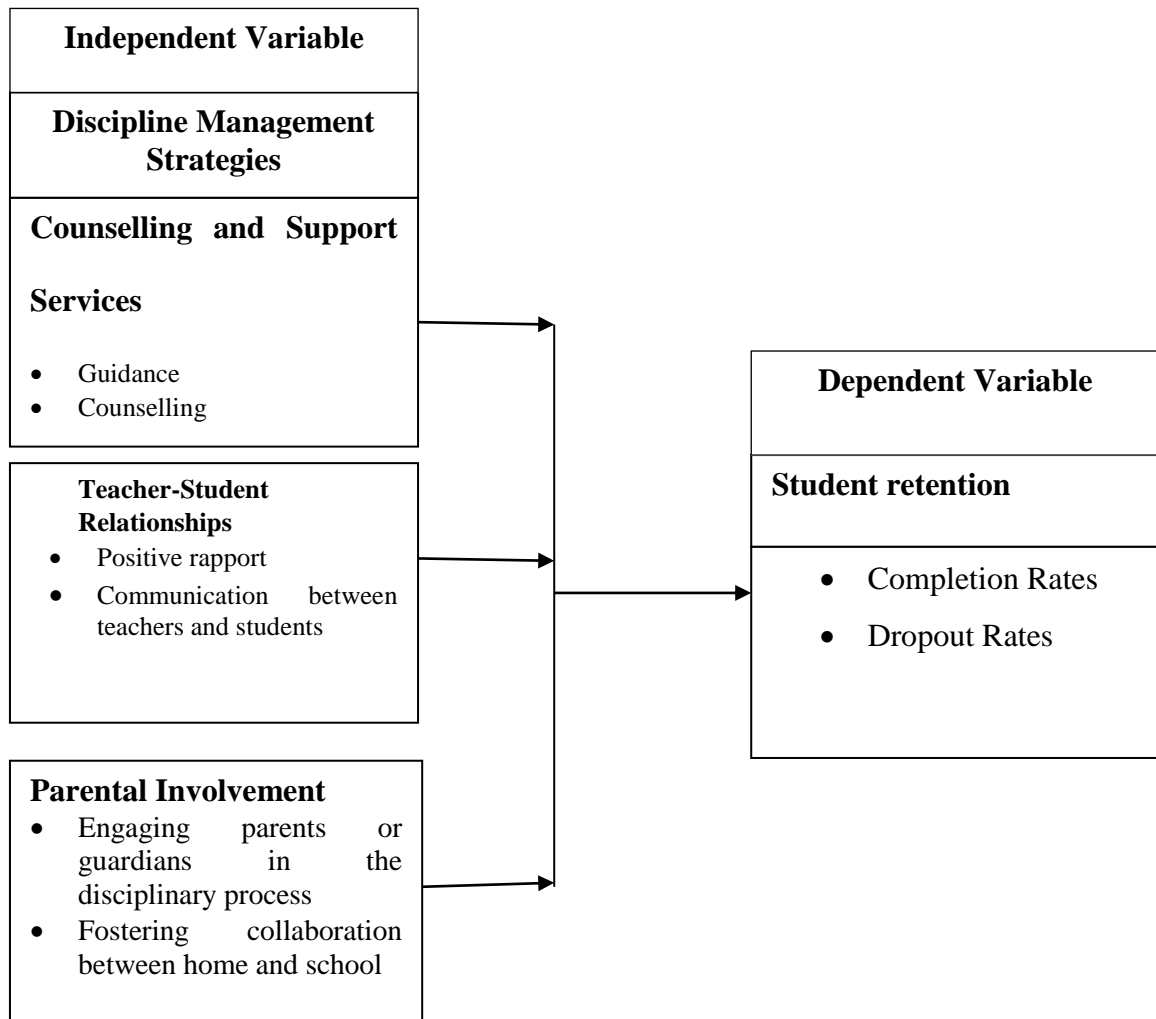 Independent Variable
Discipline Management
Strategies
Counselling and Support
Services
• Guidance
• Counselling
Teacher-Student
Relationships
• Positive rapport
• Communication between
teachers and students
Parental Involvement
• Engaging parents or
guardians in the
disciplinary process
• Fostering collaboration
between home and school
Dependent Variable
Student retention
• Completion Rates
• Dropout Rates